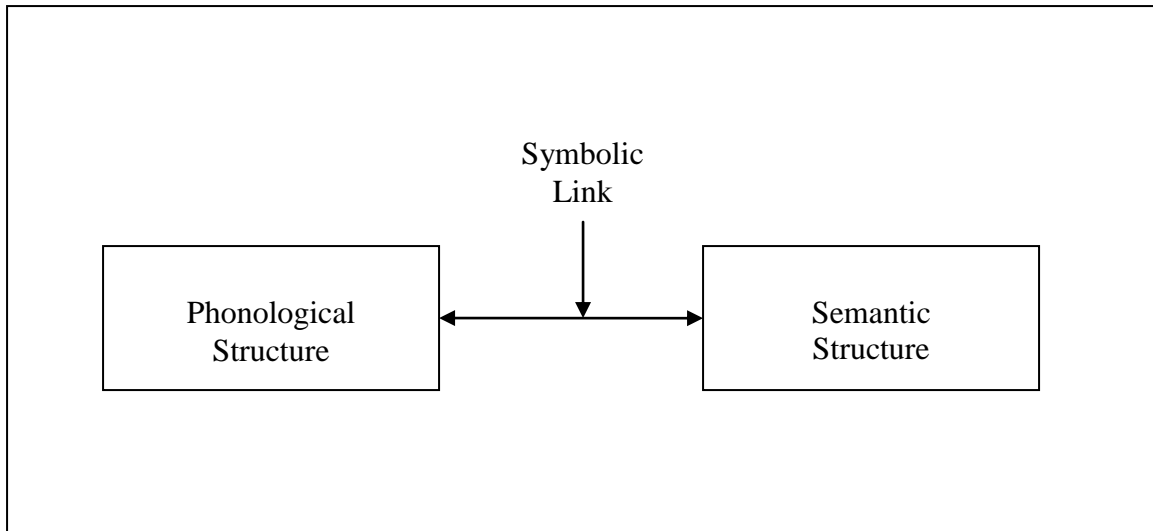 Symbolic
Link
Phonological
Structure
Semantic
Structure